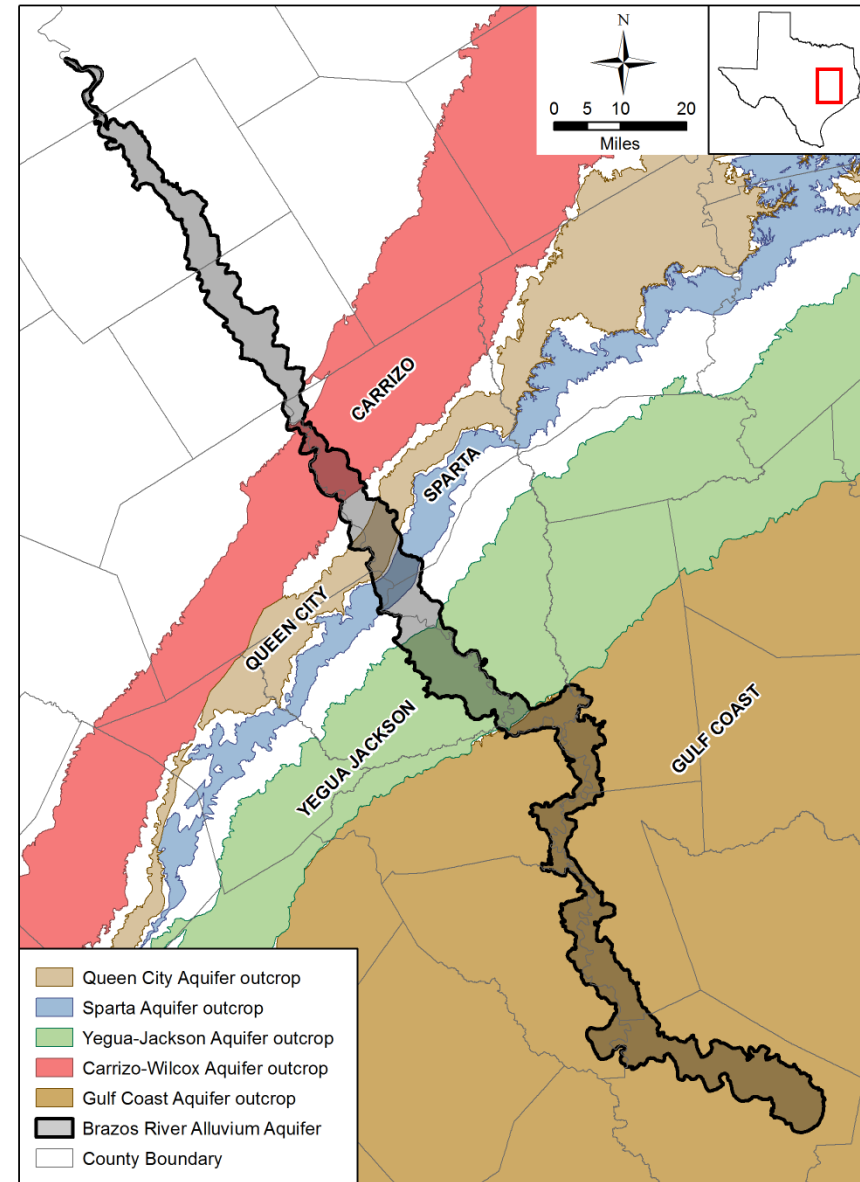 N
0 5 10 20
Miles
CARRIZO
SPARTA
QUEEN CITY
YEGUA JACKSON
GULF COAST
Queen City Aquifer outcrop
Sparta Aquifer outcrop
Yegua-Jackson Aquifer outcrop
Carrizo-Wilcox Aquifer outcrop
Gulf Coast Aquifer outcrop
Brazos River Alluvium Aquifer
County Boundary